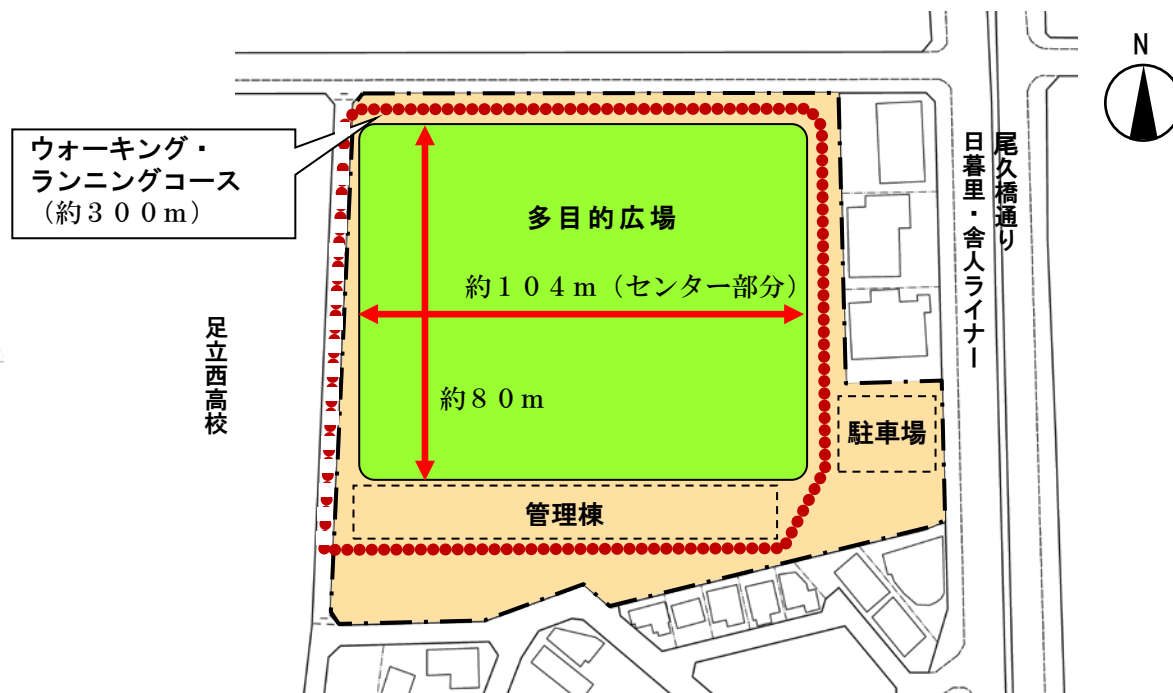 N
ウォーキング・
ランニングコース
（約３００ｍ）
多目的広場
約１０４ｍ（センター部分）
約８０ｍ
尾久橋通り
日暮里・舎人ライナー
足立西高校
駐車場
管理棟